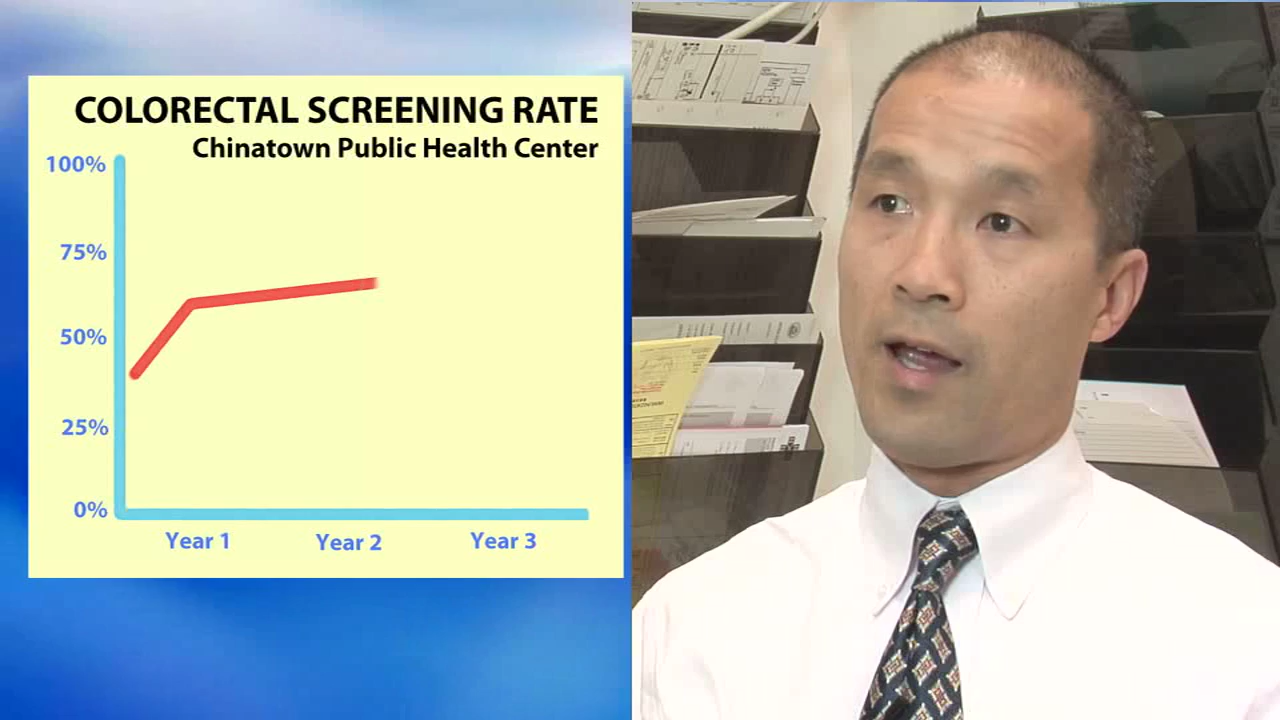 COLORECTAL SCREENING RATE
Chinatown Public Health Center
100%
75%
50%
25%
0%
Year 1
Year 2
Year 3